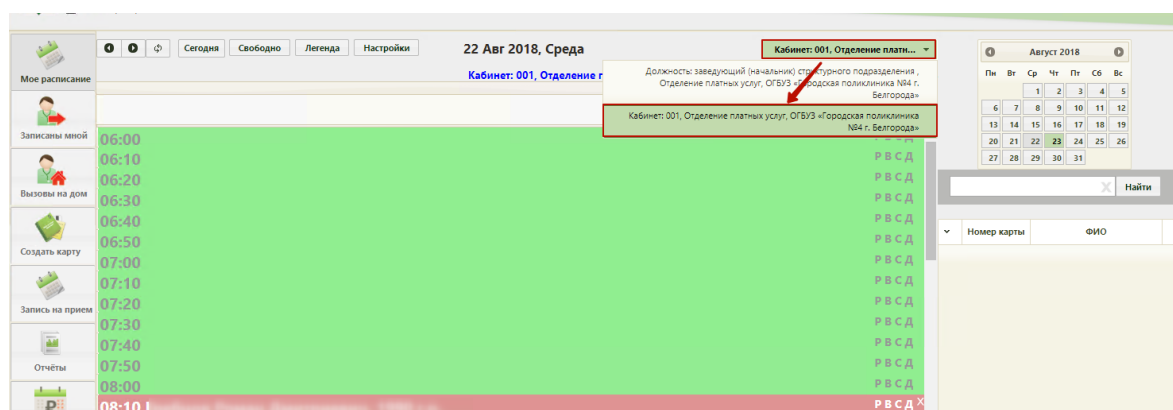 Сегодня Свободно Легенда Настройки
22 Авг 2018, Среда
Кабинет: 001, Отделение платн...
Кабинет: 001, Отделение
Должность: заведующий (начальник) структурного подразделения ,
Отделение платных услуг, ОГБУЗ «Городская поликлиника №4 г.
Белгорода»
Кабинет: 001, Отделение платных услуг, ОГБУЗ «Городская поликлиника
№4 г. Белгорода»
Мое расписание
Записаны мной
Вызовы на дом
Создать карту
Запись на прием
Отчёты
06:00 Р В С Д
06:10 Р В С Д
06:20 Р В С Д
06:30 Р В С Д
06:40 Р В С Д
06:50 Р В С Д
07:00 Р В С Д
07:10 Р В С Д
07:20 Р В С Д
07:30 Р В С Д
07:40 Р В С Д
07:50 Р В С Д
08:00 Р В С Д
08:10 Р В С Д X
Август 2018
Пн Вт Ср Чт Пт Сб Вс
1 2 3 4 5
6 7 8 9 10 11 12
13 14 15 16 17 18 19
20 21 22 23 24 25 26
27 28 29 30 31
X Найти
Номер карты ФИО